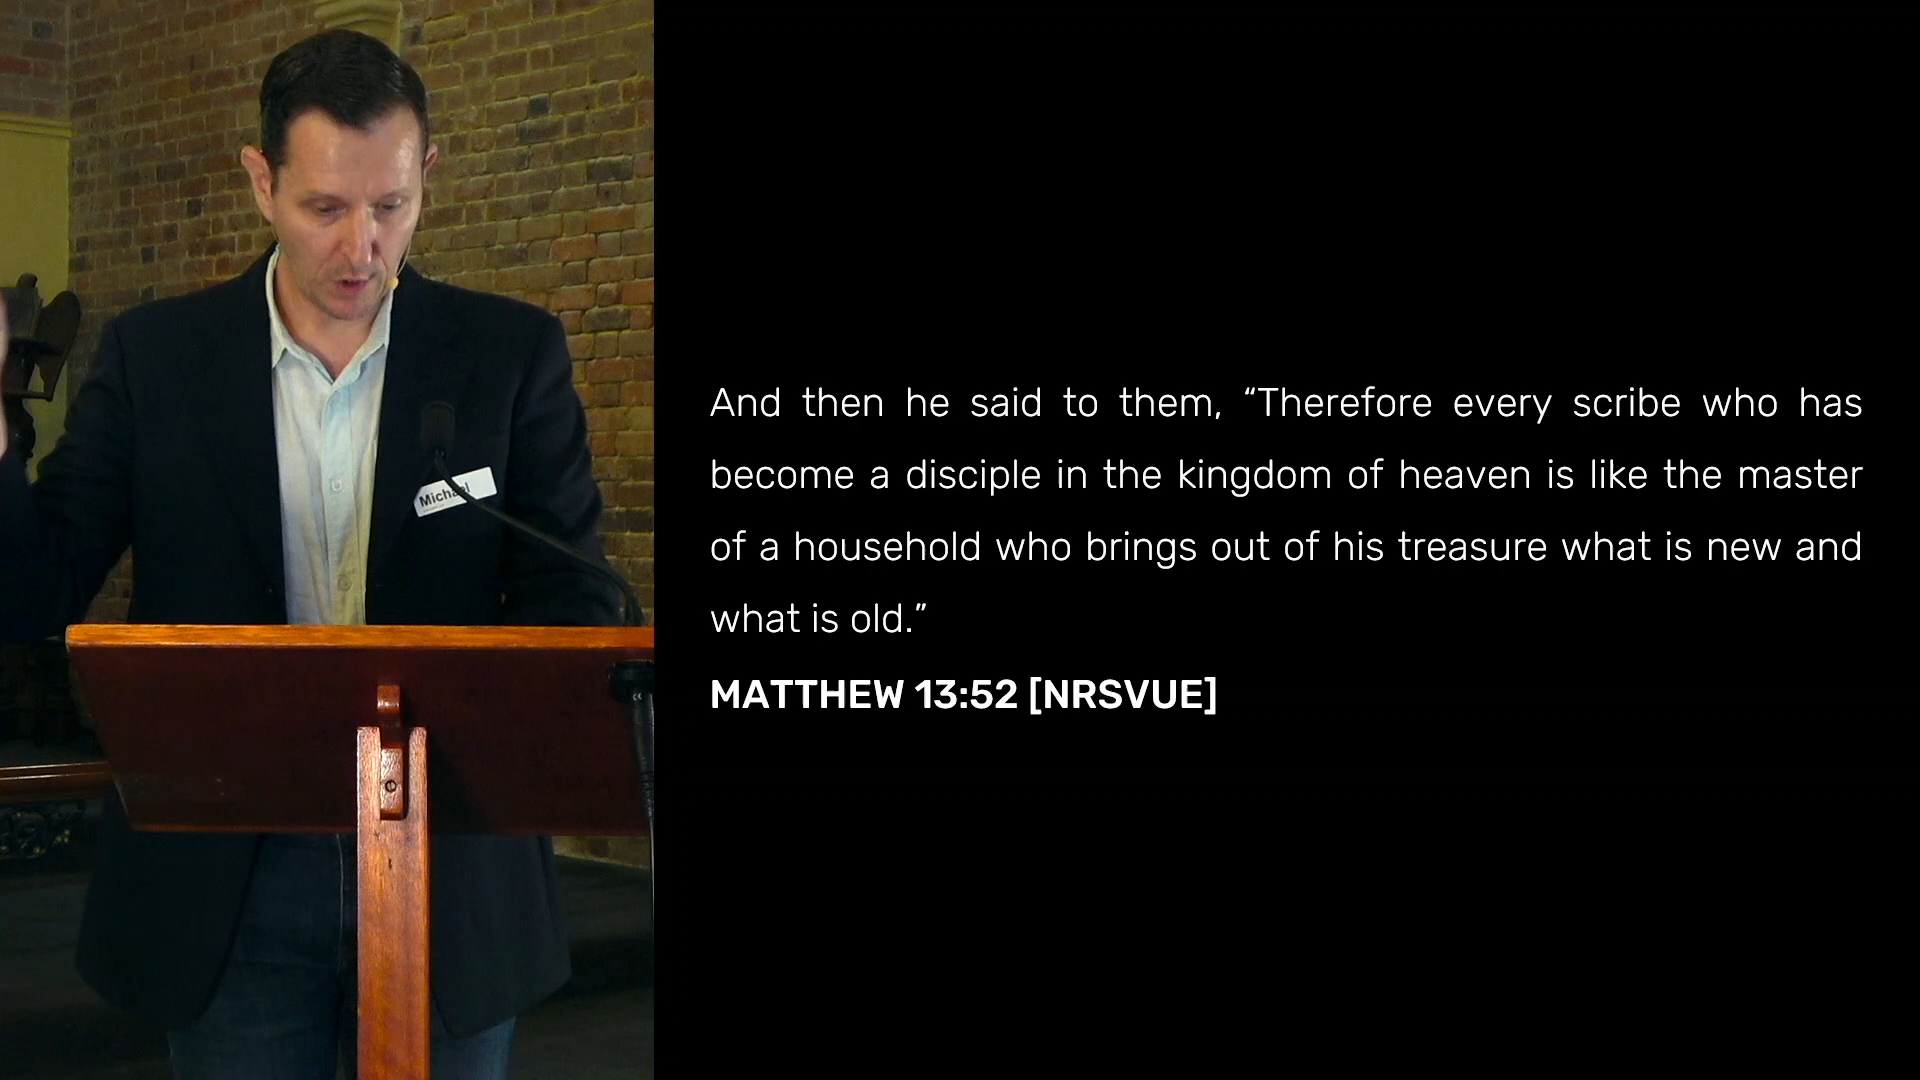 Michael
And then he said to them, “Therefore every scribe who has
become a disciple in the kingdom of heaven is like the master
of a household who brings out of his treasure what is new and
what is old.”
MATTHEW 13:52 [NRSVUE]